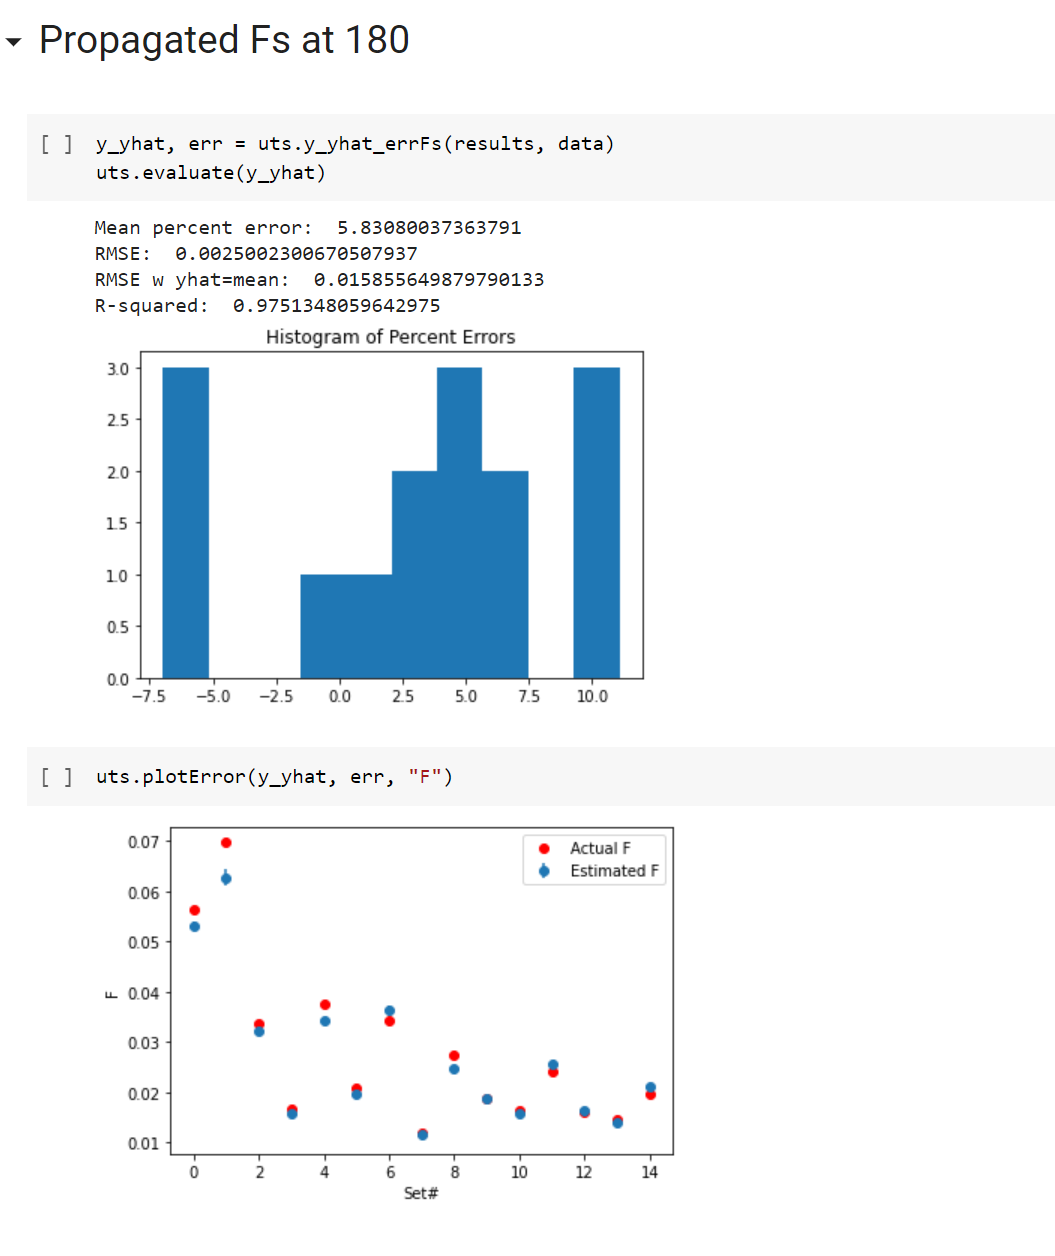 Propagated Fs at 180
[ ] y_yhat, err = uts.y_yhat_errFs(results, data)
uts.evaluate(y_yhat)
Mean percent error:  5.83080037363791
RMSE:  0.0025002300670507937
RMSE w yhat=mean:  0.015855649879790133
R-squared:  0.9751348059642975
Histogram of Percent Errors
3.0
2.5
2.0
1.5
1.0
0.5
0.0
−7.5 −5.0 −2.5 0.0 2.5 5.0 7.5 10.0
[ ] uts.plotError(y_yhat, err, "F")
Actual F
Estimated F
0.07
0.06
0.05
0.04
0.03
0.02
0.01
F
0 2 4 6 8 10 12 14
Set#